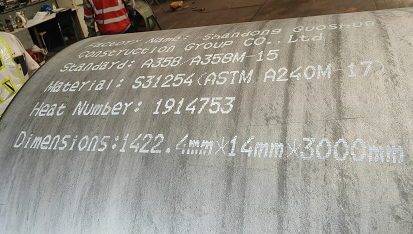 Factory Name: Shandong Guoshun
Construction Group CO., Ltd
Standard: A358/A358M-15
Material: S31254(ASTM A240M-17)
Heat Number: 1914753
Dimensions:1422.4mm*14mm*3000mm